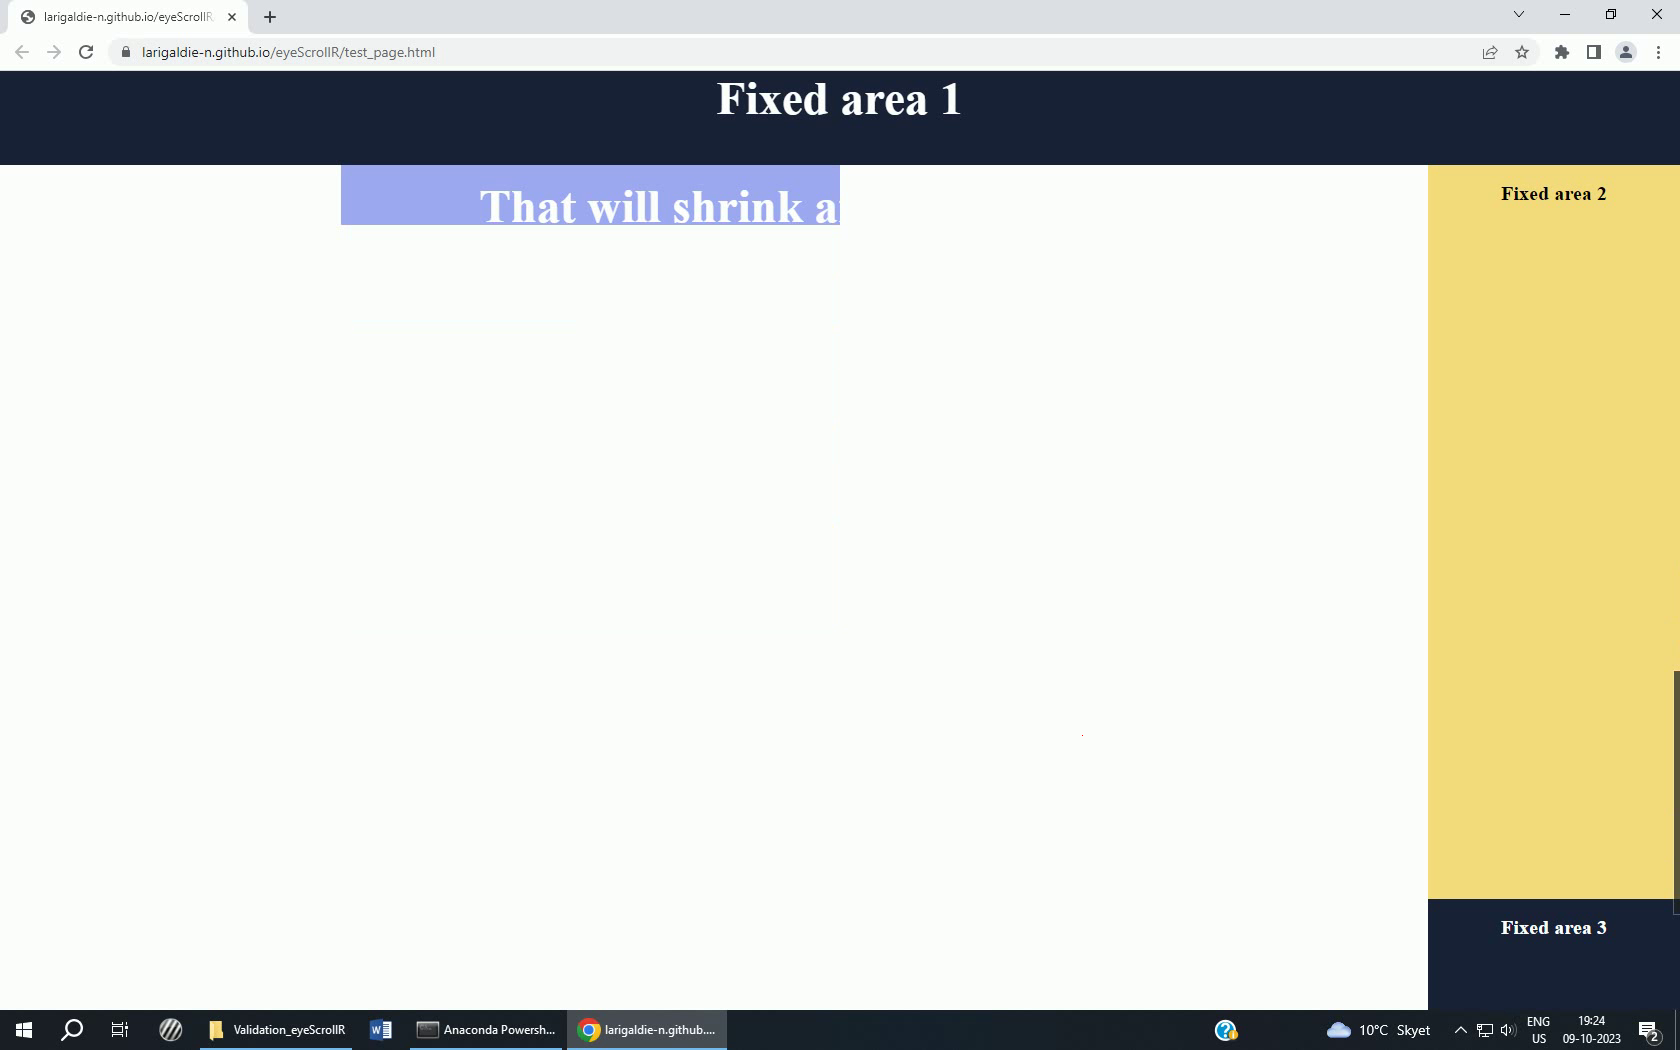 larigaldie-n.github.io/eyeScrollR
larigaldie-n.github.io/eyeScrollR/test_page.html
Fixed area 1
That will shrink a
Fixed area 2
Fixed area 3
Validation_eyeScrollR
Anaconda Powersh...
larigaldie-n.github....
10°C Skyet
ENG
US
19:24
09-10-2023
2